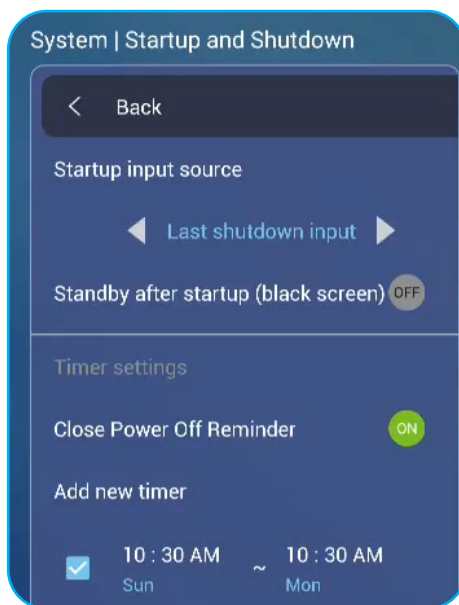 System | Startup and Shutdown
< Back
Startup input source
Last shutdown input
Standby after startup (black screen) OFF
Timer settings
Close Power Off Reminder ON
Add new timer
10 : 30 AM ~ 10 : 30 AM
Sun Mon